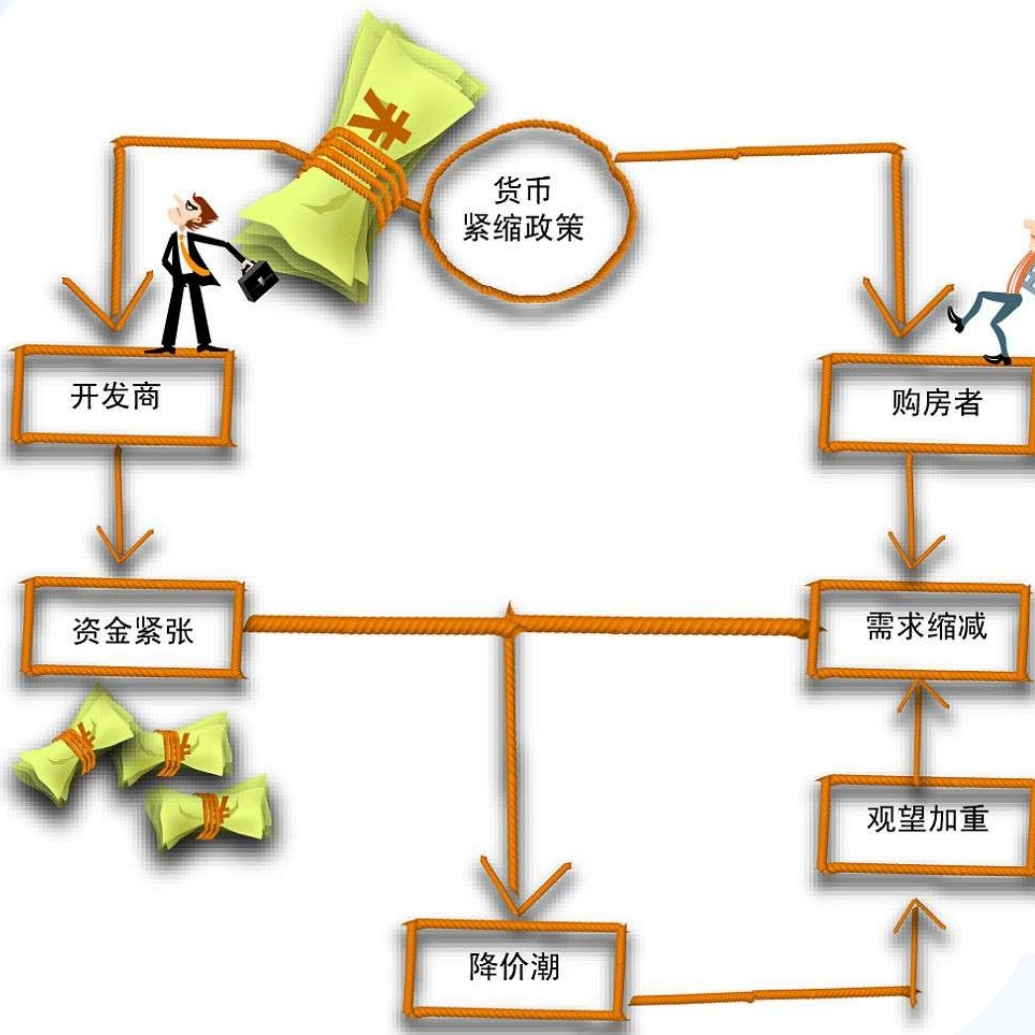 货币
紧缩政策
开发商
购房者
资金紧张
需求缩减
观望加重
降价潮